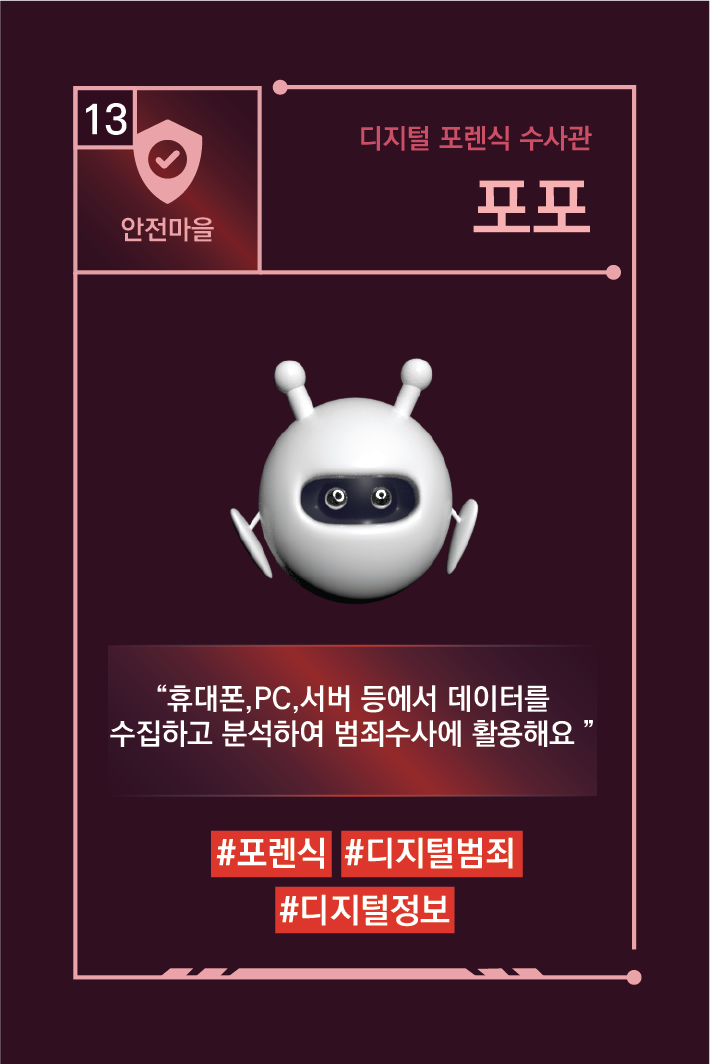 13
안전마을
디지털 포렌식 수사관
포포
“휴대폰,PC,서버 등에서 데이터를
수집하고 분석하여 범죄수사에 활용해요 ”
#포렌식 #디지털범죄
#디지털정보